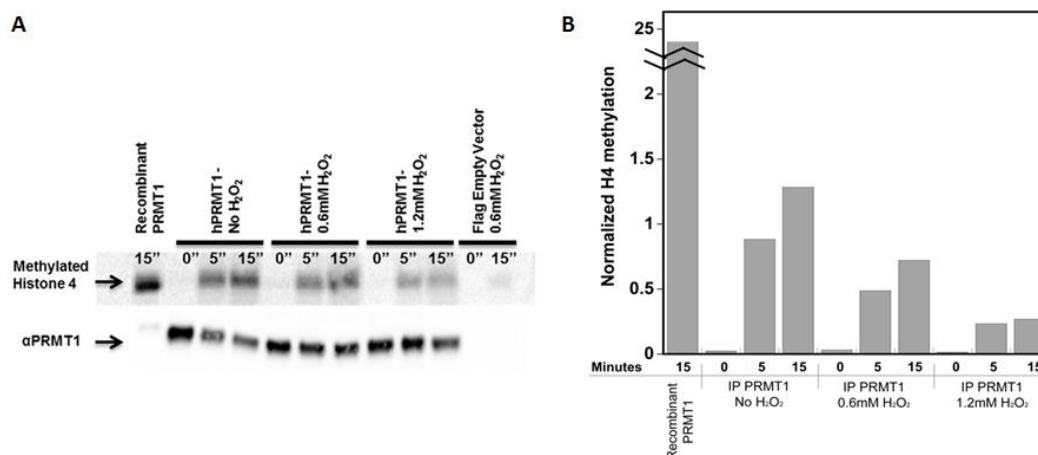 A
Recombinant
PRMT1
hPRMT1-
No H₂O₂
hPRMT1-
0.6mM H₂O₂
hPRMT1-
1.2mM H₂O₂
Flag Empty Vector
0.6mM H₂O₂
15” 0” 5” 15” 0” 5” 15” 0” 5” 15” 0” 15”
Methylated
Histone 4
αPRMT1
B
Normalized H4 methylation
25
2
1.5
1
0.5
0
Minutes 15 0 5 15 0 5 15 0 5 15
Recombinant
PRMT1
IP PRMT1
No H₂O₂
IP PRMT1
0.6mM H₂O₂
IP PRMT1
1.2mM H₂O₂